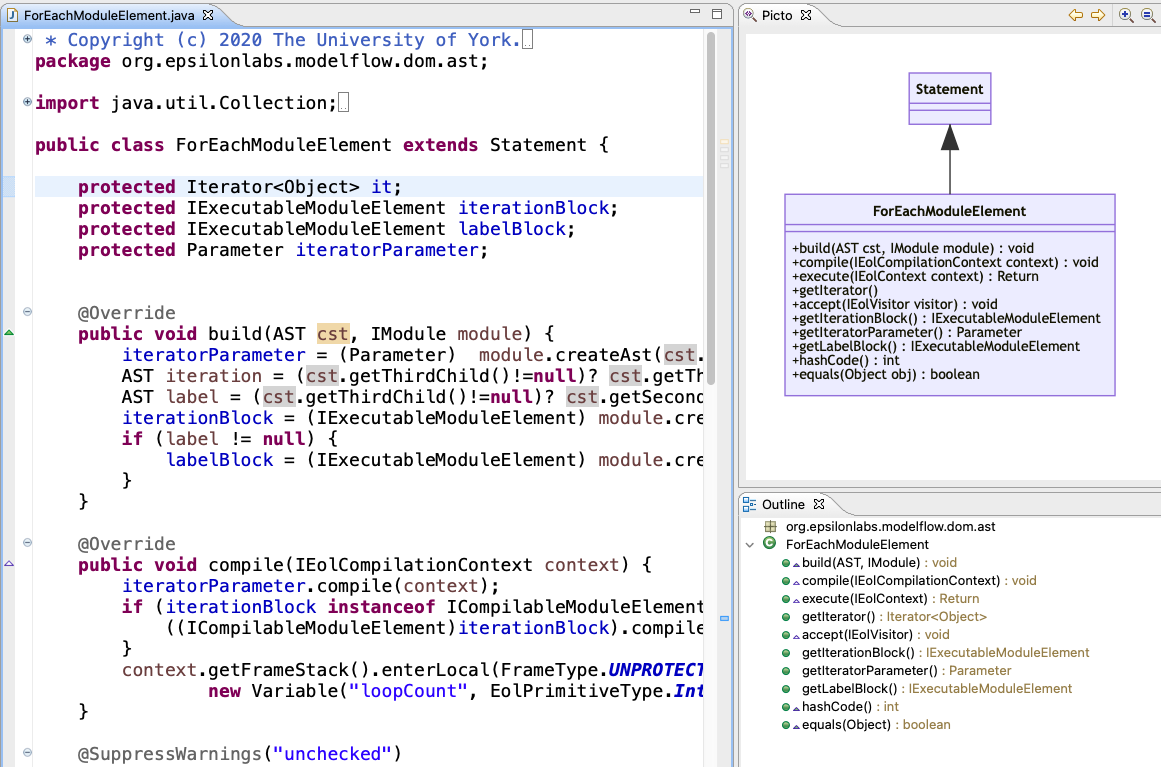 ForEachModuleElement.java
* Copyright (c) 2020 The University of York.
package org.epsilonlabs.modelflow.dom.ast;
import java.util.Collection;
public class ForEachModuleElement extends Statement {
protected Iterator<Object> it;
protected IExecutableModuleElement iterationBlock;
protected IExecutableModuleElement labelBlock;
protected Parameter iteratorParameter;
@Override
public void build(AST cst, IModule module) {
iteratorParameter = (Parameter)  module.createAst(cst.
AST iteration = (cst.getThirdChild()!=null)? cst.getTh
AST label = (cst.getThirdChild()!=null)? cst.getSecond
iterationBlock = (IExecutableModuleElement) module.cre
if (label != null) {
labelBlock = (IExecutableModuleElement) module.cre
}
}
@Override
public void compile(IEolCompilationContext context) {
iteratorParameter.compile(context);
if (iterationBlock instanceof ICompilableModuleElement
((ICompilableModuleElement)iterationBlock).compile
}
context.getFrameStack().enterLocal(FrameType.UNPROTECT
new Variable("loopCount", EolPrimitiveType.Int
}
@SuppressWarnings("unchecked")
Picto
Statement
ForEachModuleElement
+build(AST cst, IModule module) : void
+compile(IEolCompilationContext context) : void
+execute(IEolContext context) : Return
+getIterator()
+accept(IEolVisitor visitor) : void
+getIterationBlock() : IExecutableModuleElement
+getIteratorParameter() : Parameter
+getLabelBlock() : IExecutableModuleElement
+hashCode() : int
+equals(Object obj) : boolean
Outline
org.epsilonlabs.modelflow.dom.ast
ForEachModuleElement
build(AST, IModule) : void
compile(IEolCompilationContext) : void
execute(IEolContext) : Return
getIterator() : Iterator<Object>
accept(IEolVisitor) : void
getIterationBlock() : IExecutableModuleElement
getIteratorParameter() : Parameter
getLabelBlock() : IExecutableModuleElement
hashCode() : int
equals(Object) : boolean